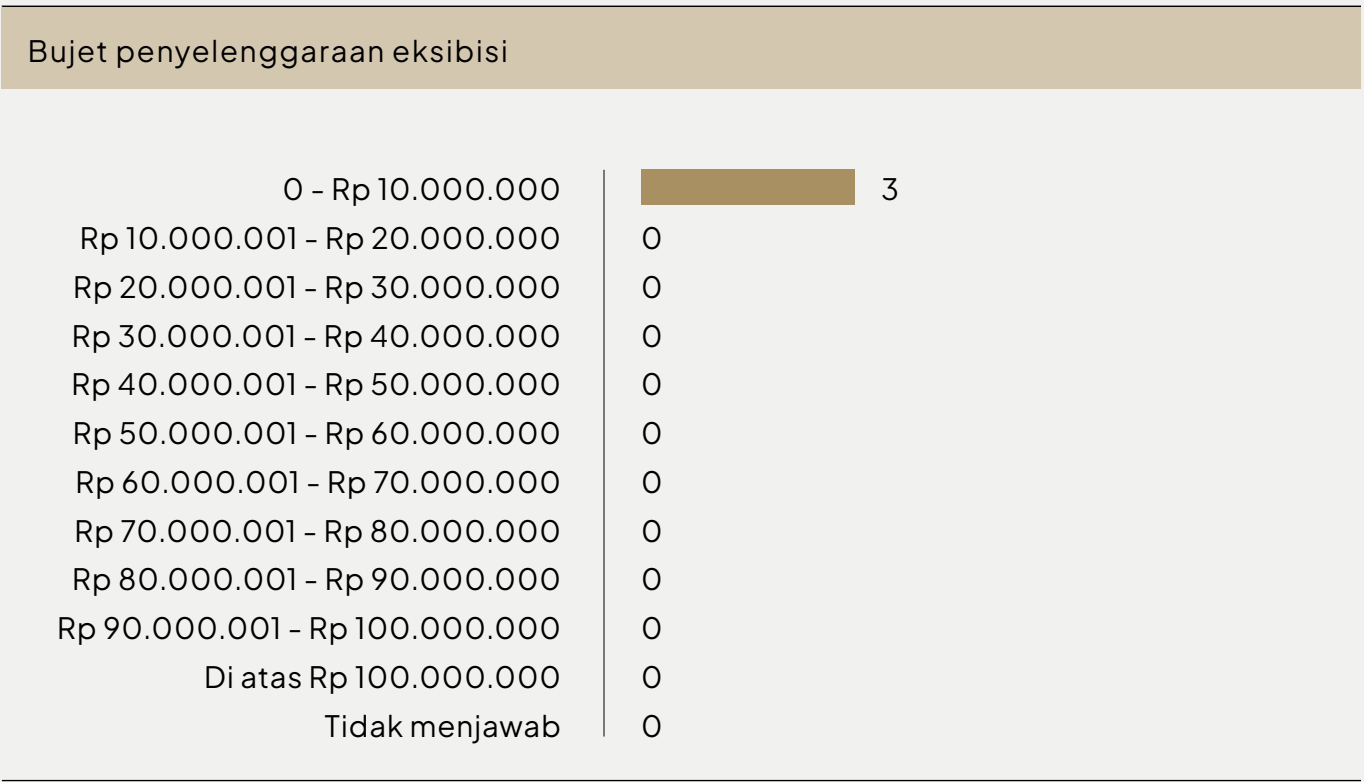 Bujet penyelenggaraan eksibisi
0 - Rp 10.000.000 3
Rp 10.000.001 - Rp 20.000.000 0
Rp 20.000.001 - Rp 30.000.000 0
Rp 30.000.001 - Rp 40.000.000 0
Rp 40.000.001 - Rp 50.000.000 0
Rp 50.000.001 - Rp 60.000.000 0
Rp 60.000.001 - Rp 70.000.000 0
Rp 70.000.001 - Rp 80.000.000 0
Rp 80.000.001 - Rp 90.000.000 0
Rp 90.000.001 - Rp 100.000.000 0
Di atas Rp 100.000.000 0
Tidak menjawab 0